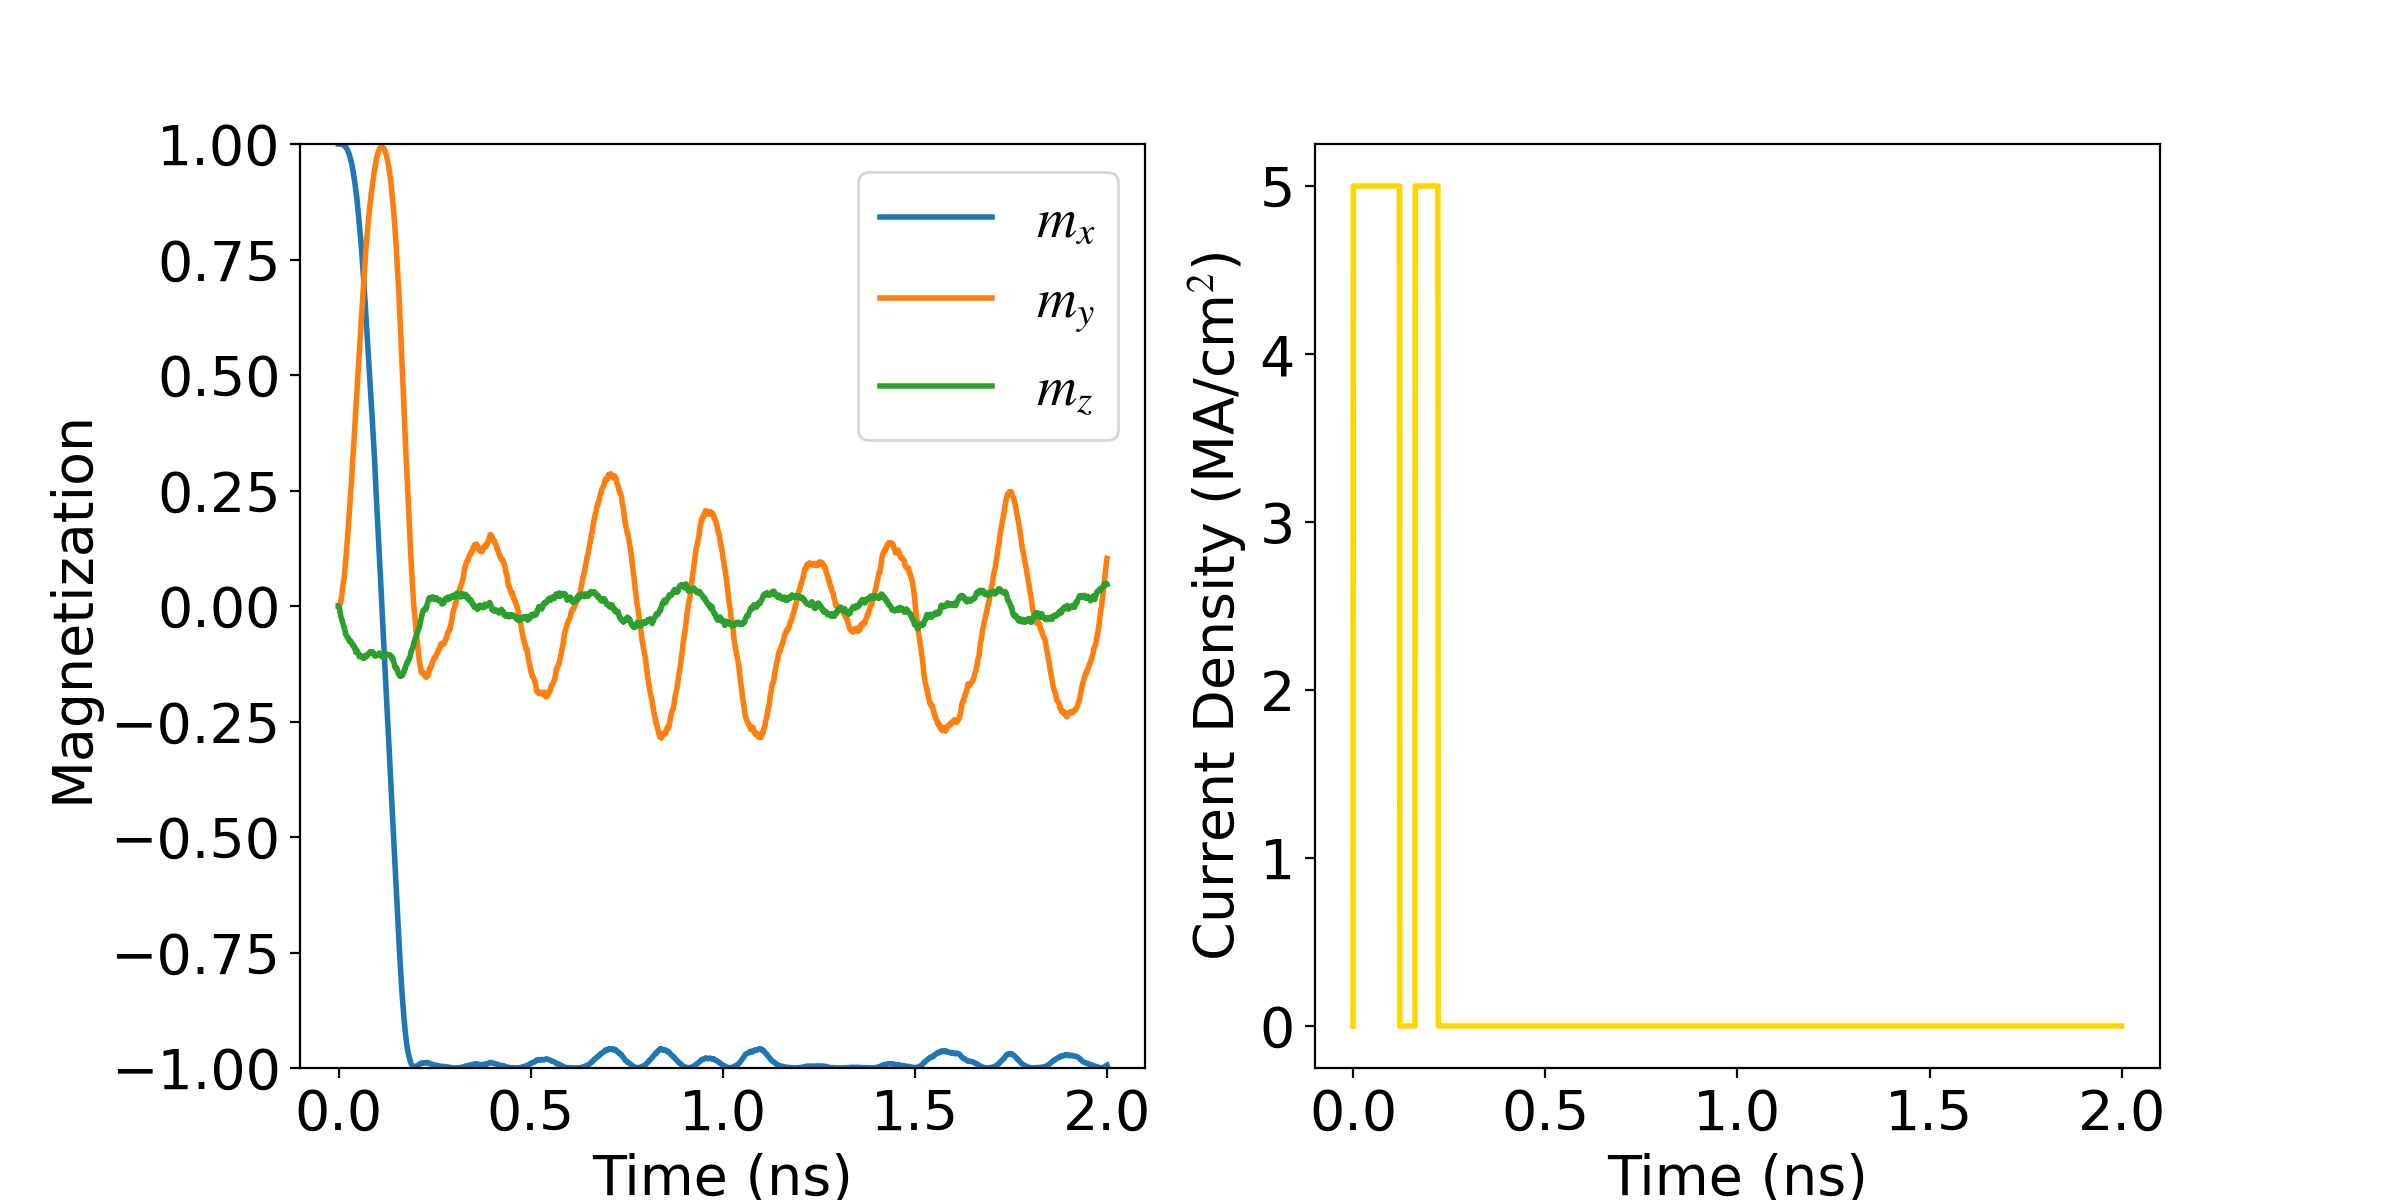 1.00
0.75
0.50
0.25
0.00
−0.25
−0.50
−0.75
−1.00
Magnetization
0.0 0.5 1.0 1.5 2.0
Time (ns)
m_x
m_y
m_z
5
4
3
2
1
0
Current Density (MA/cm²)
0.0 0.5 1.0 1.5 2.0
Time (ns)